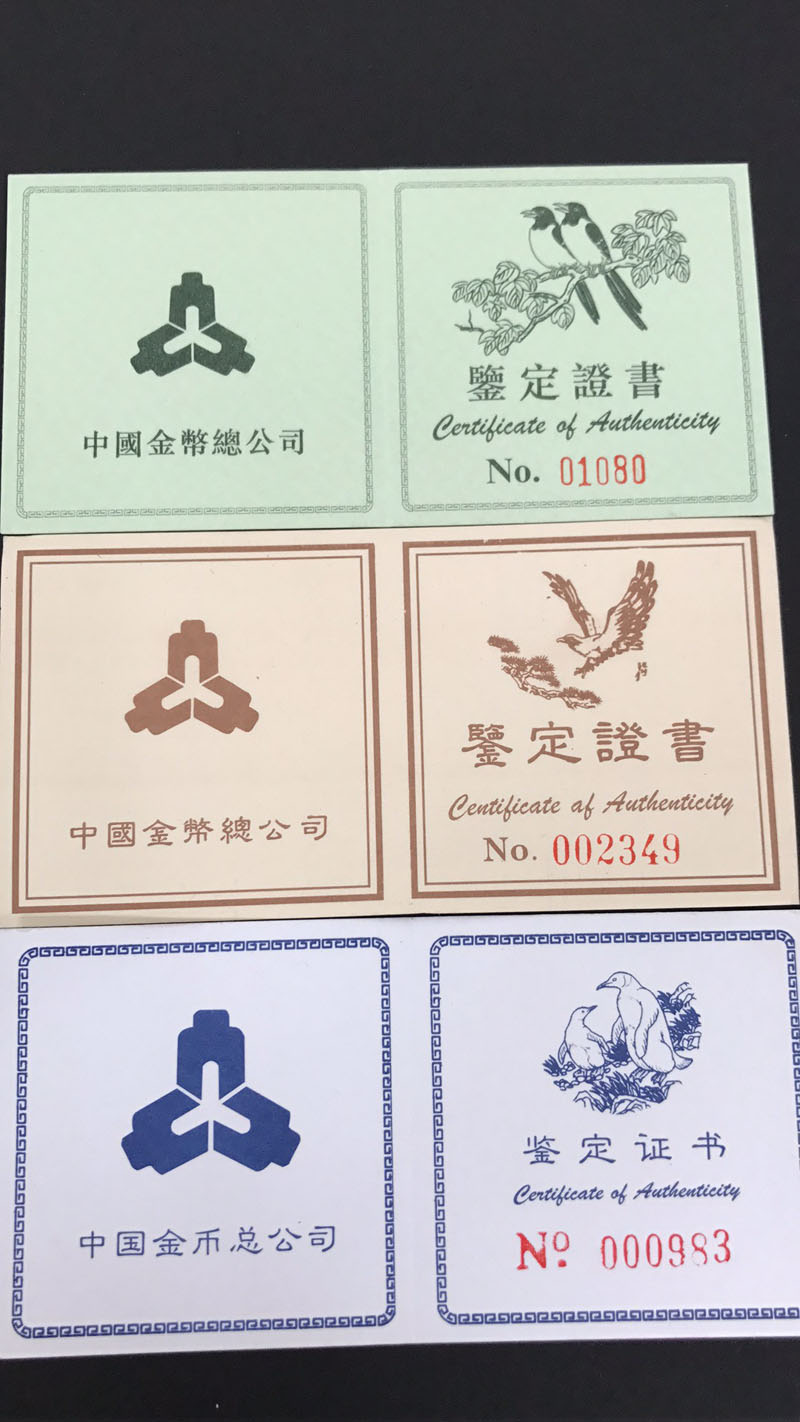 中國金幣總公司
鑒定證書
Certificate of Authenticity
No. 01080
中國金幣總公司
鑒定證書
Centificate af Authenticity
No. 002349
中国金币总公司
鉴定证书
Certificate of Authenticity
Nº 000983